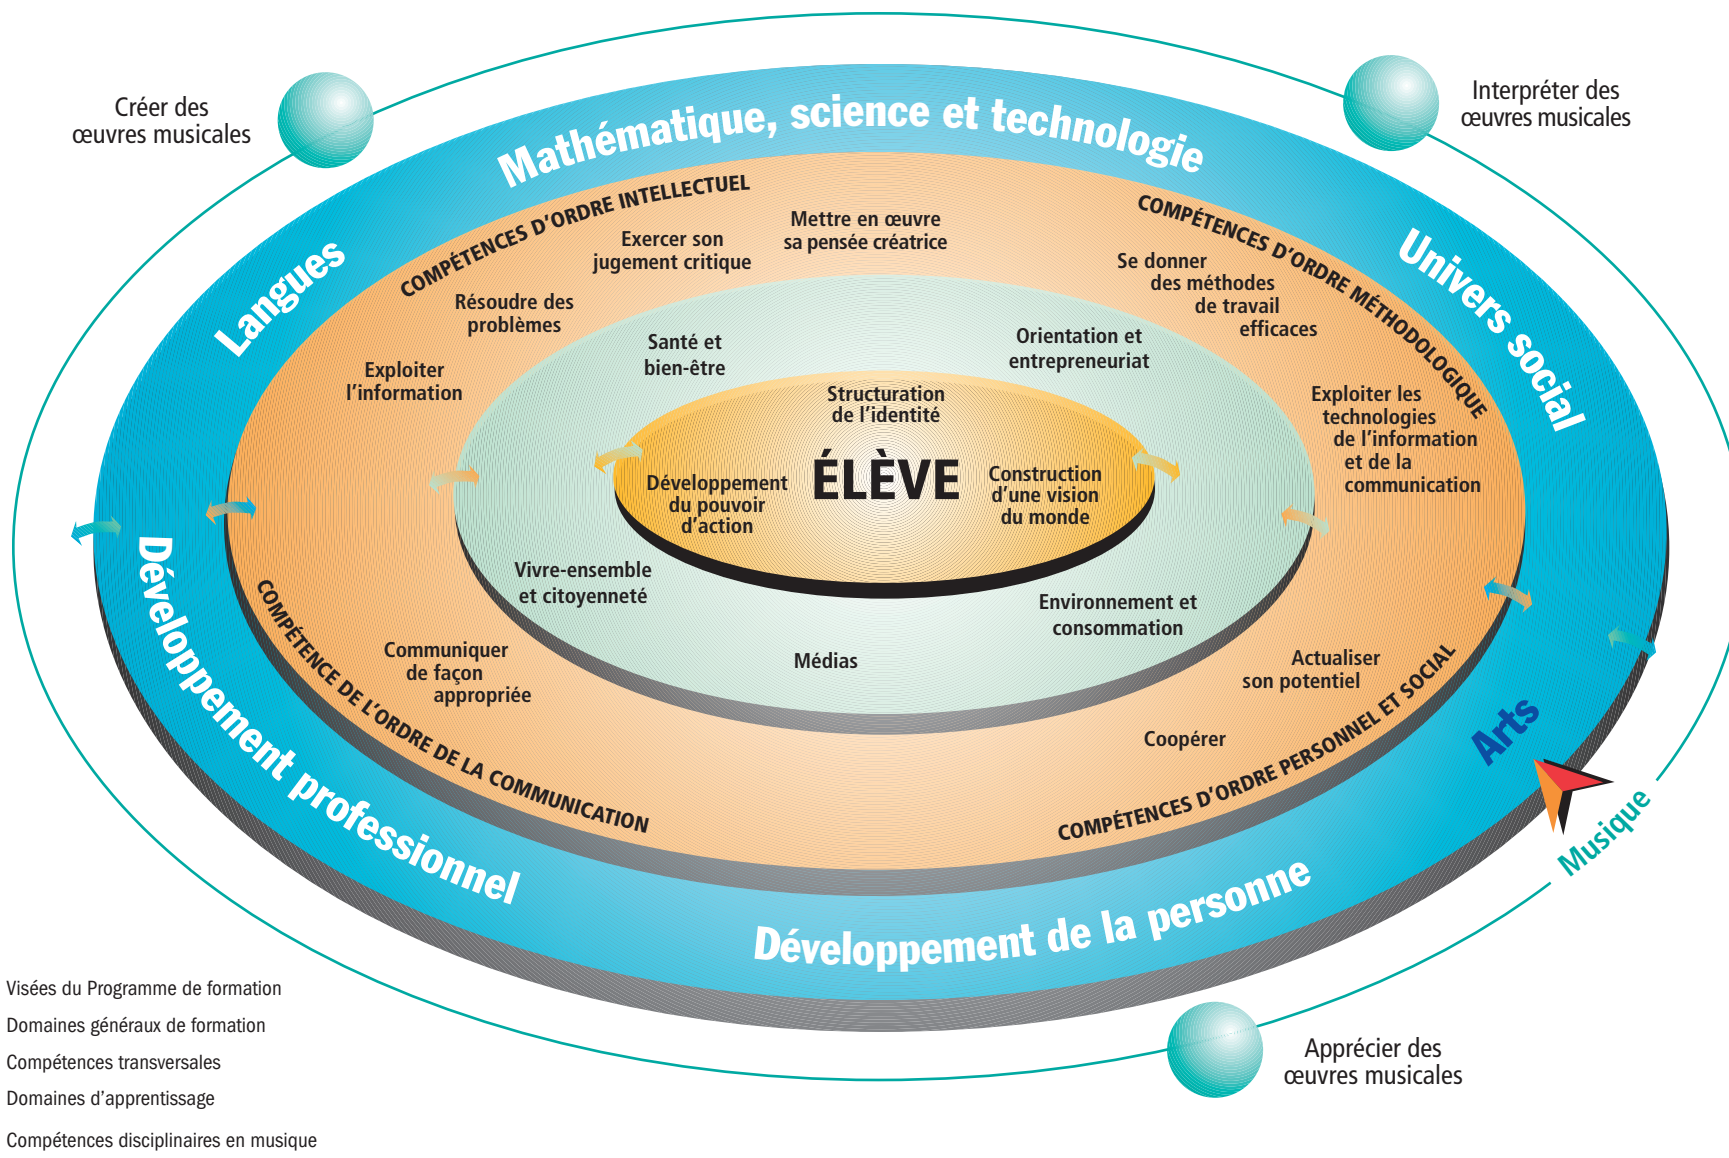 Créer des
œuvres musicales
Interpréter des
œuvres musicales
Mathématique, science et technologie
Langues
Univers social
COMPÉTENCES D'ORDRE INTELLECTUEL
COMPÉTENCES D'ORDRE MÉTHODOLOGIQUE
Mettre en œuvre
sa pensée créatrice
Exercer son
jugement critique
Résoudre des
problèmes
Exploiter
l'information
Se donner
des méthodes
de travail
efficaces
Exploiter les
technologies
de l'information
et de la
communication
Santé et
bien-être
Orientation et
entrepreneuriat
Structuration
de l'identité
ÉLÈVE
Développement
du pouvoir
d'action
Construction
d'une vision
du monde
Vivre-ensemble
et citoyenneté
Environnement et
consommation
Médias
Communiquer
de façon
appropriée
Actualiser
son potentiel
Coopérer
COMPÉTENCE DE L'ORDRE DE LA COMMUNICATION
COMPÉTENCES D'ORDRE PERSONNEL ET SOCIAL
Développement professionnel
Développement de la personne
Arts
Musique
Apprécier des
œuvres musicales
Visées du Programme de formation
Domaines généraux de formation
Compétences transversales
Domaines d'apprentissage
Compétences disciplinaires en musique